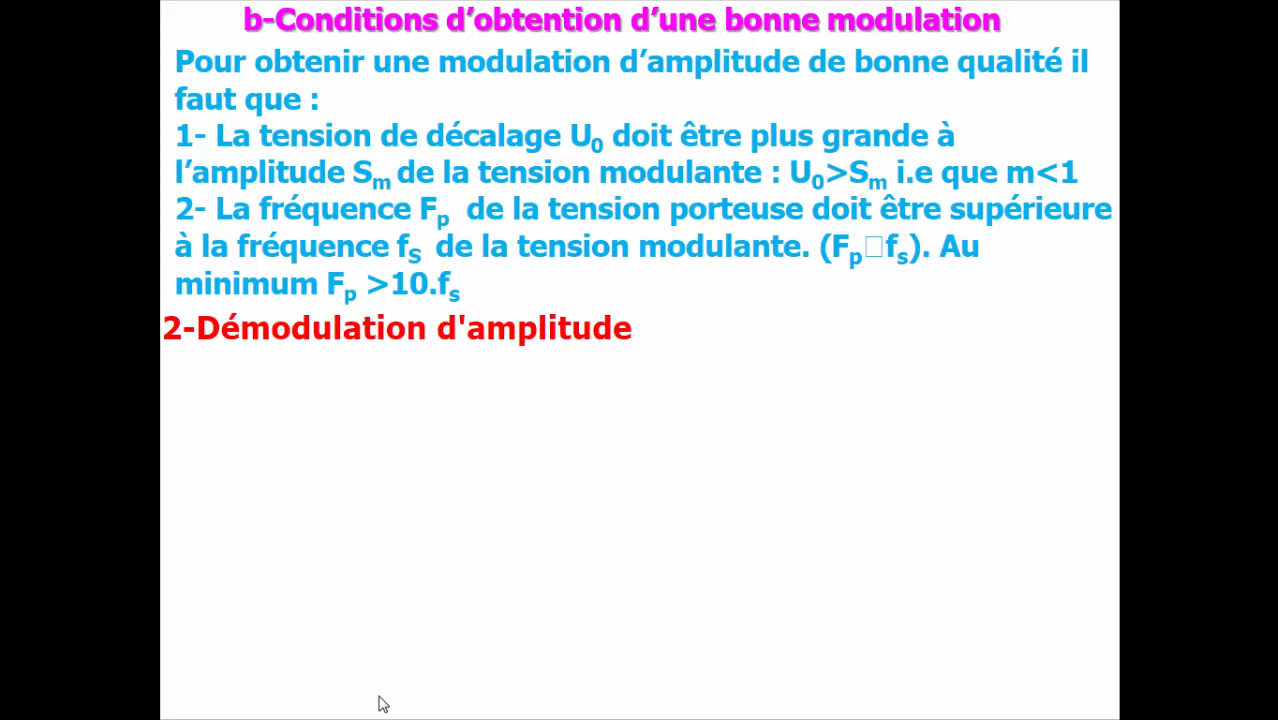 b-Conditions d’obtention d’une bonne modulation
Pour obtenir une modulation d’amplitude de bonne qualité il
faut que :
1- La tension de décalage U₀ doit être plus grande à
l’amplitude Sₘ de la tension modulante : U₀>Sₘ i.e que m<1
2- La fréquence Fₚ de la tension porteuse doit être supérieure
à la fréquence fS de la tension modulante. (Fₚ□fₛ). Au
minimum Fₚ >10.fₛ
2-Démodulation d'amplitude